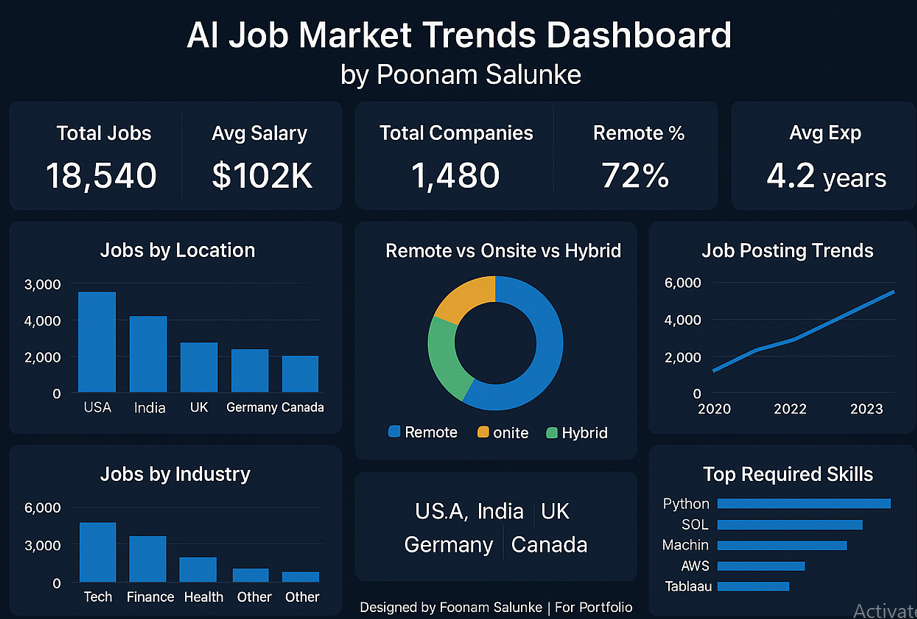 AI Job Market Trends Dashboard
by Poonam Salunke
Total Jobs
18,540
Avg Salary
$102K
Total Companies
1,480
Remote %
72%
Avg Exp
4.2 years
Jobs by Location
3,000
4,000
2,000
0
USA
India
UK
Germany
Canada
Remote vs Onsite vs Hybrid
Remote
onite
Hybrid
Job Posting Trends
6,000
4,000
2,000
0
2020
2022
2023
Jobs by Industry
6,000
3,000
0
Tech
Finance
Health
Other
Other
US.A, India UK
Germany Canada
Designed by Foonam Salunke | For Portfolio
Top Required Skills
Python
SOL
Machin
AWS
Tablaau
Activate